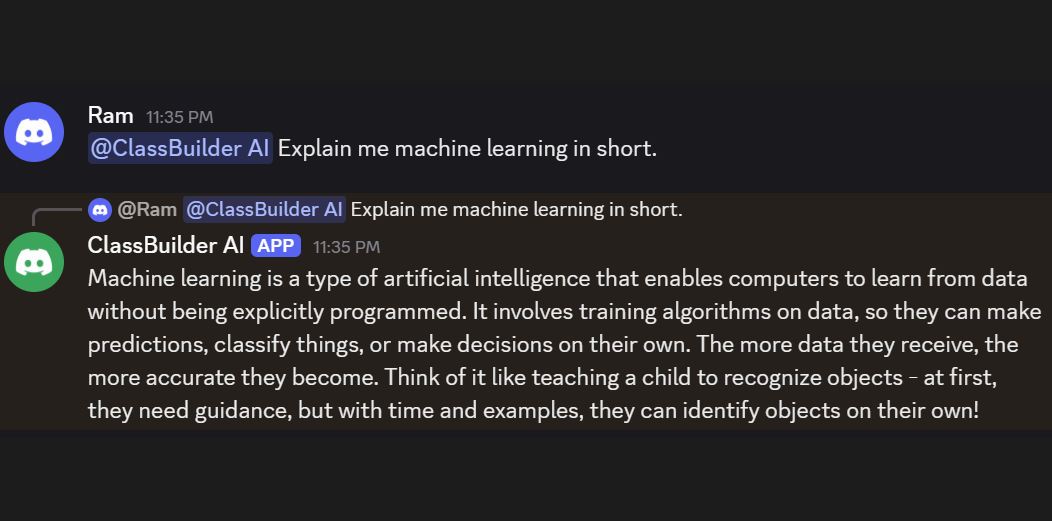 Ram 11:35 PM
@ClassBuilder AI Explain me machine learning in short.
@Ram @ClassBuilder AI Explain me machine learning in short.
ClassBuilder AI APP 11:35 PM
Machine learning is a type of artificial intelligence that enables computers to learn from data
without being explicitly programmed. It involves training algorithms on data, so they can make
predictions, classify things, or make decisions on their own. The more data they receive, the
more accurate they become. Think of it like teaching a child to recognize objects - at first,
they need guidance, but with time and examples, they can identify objects on their own!